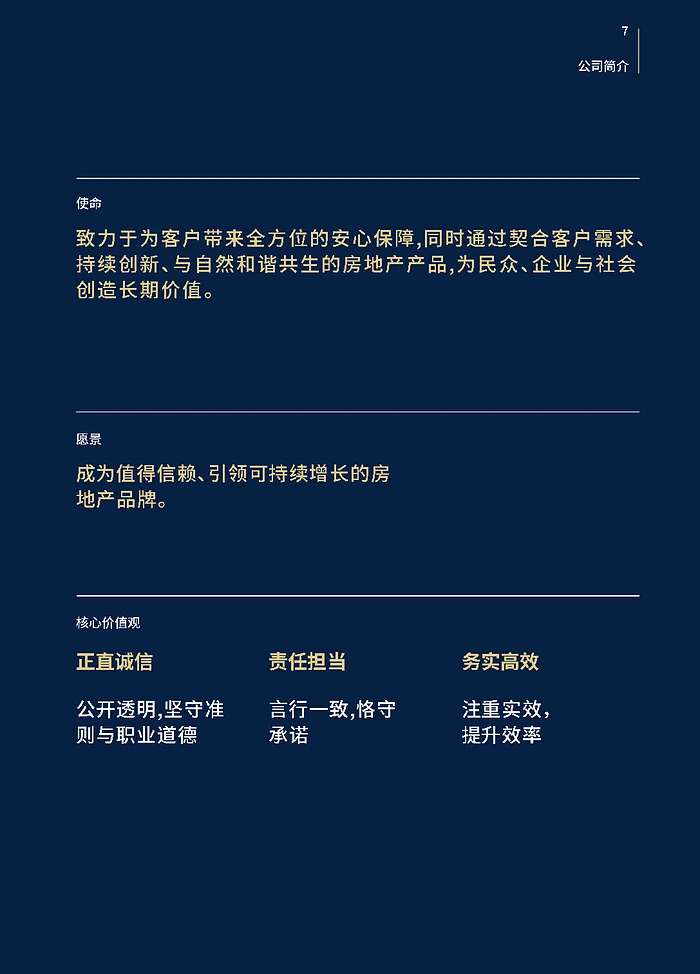 7
公司简介
使命
致力于为客户带来全方位的安心保障,同时通过契合客户需求、
持续创新、与自然和谐共生的房地产产品,为民众、企业与社会
创造长期价值。
愿景
成为值得信赖、引领可持续增长的房
地产品牌。
核心价值观
正直诚信
公开透明,坚守准
则与职业道德
责任担当
言行一致,恪守
承诺
务实高效
注重实效，
提升效率